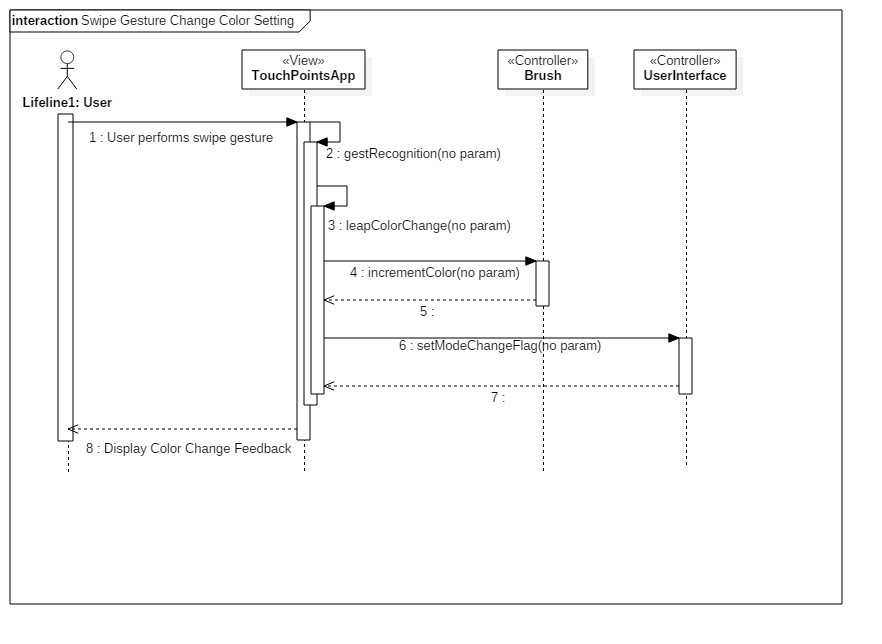 interaction Swipe Gesture Change Color Setting
«View»
TouchPointsApp
«Controller»
Brush
«Controller»
UserInterface
Lifeline1: User
1 : User performs swipe gesture
2 : gestRecognition(no param)
3 : leapColorChange(no param)
4 : incrementColor(no param)
5 :
6 : setModeChangeFlag(no param)
7 :
8 : Display Color Change Feedback